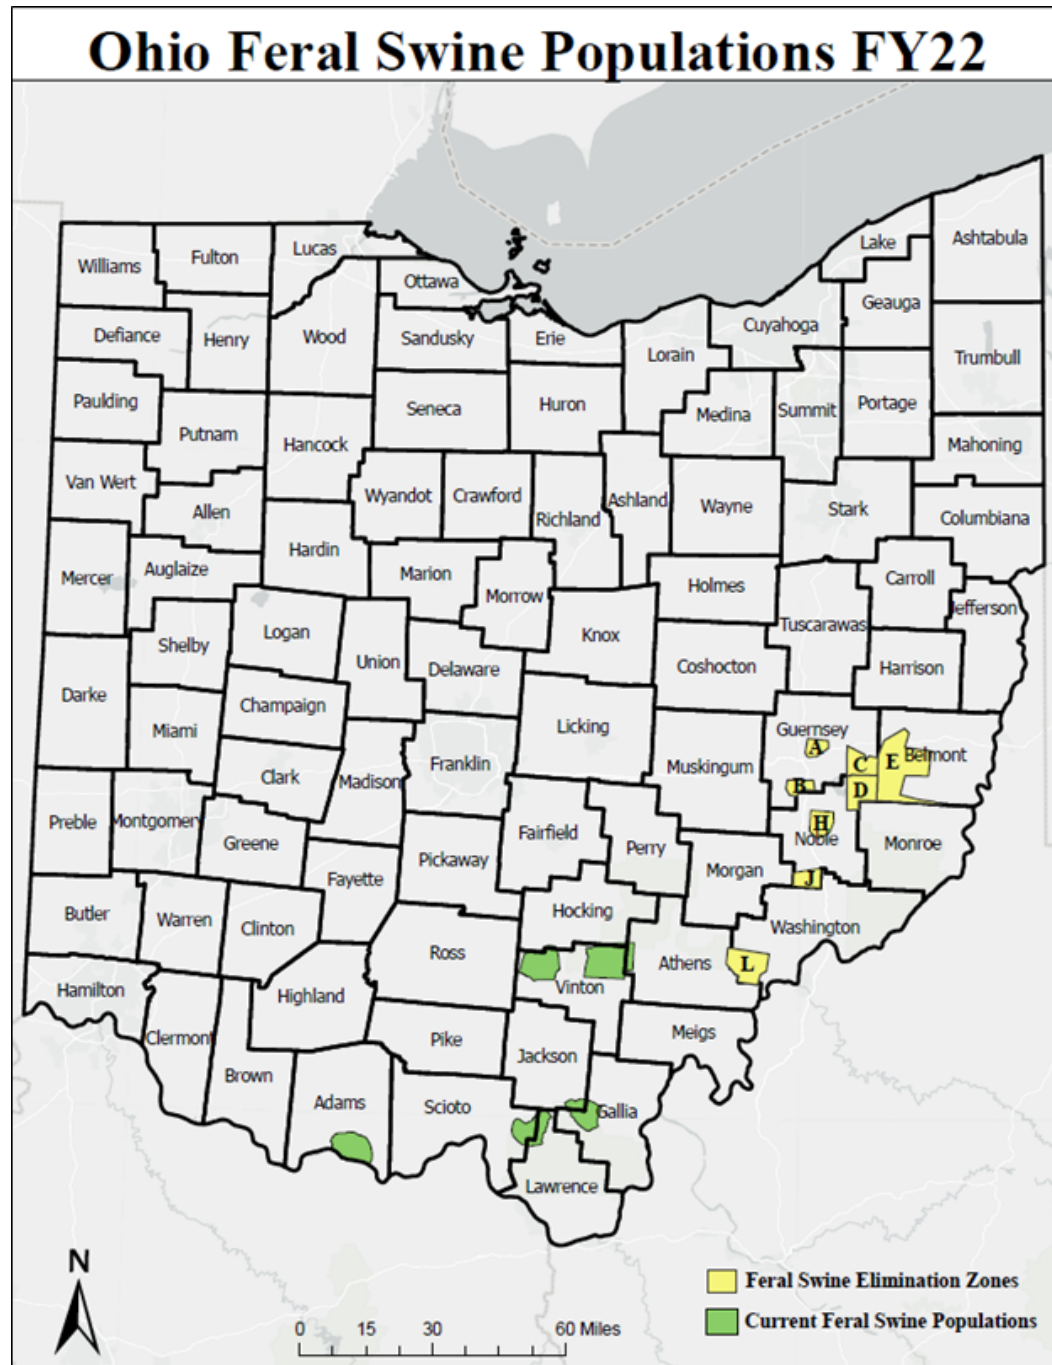 Ohio Feral Swine Populations FY22
Lake
Ashtabula
Williams
Fulton
Lucas
Ottawa
Geauga
Defiance
Henry
Wood
Sandusky
Erie
Lorain
Cuyahoga
Trumbull
Paulding
Putnam
Hancock
Seneca
Huron
Medina
Summit
Portage
Mahoning
Van Wert
Allen
Wyandot
Crawford
Richland
Ashland
Wayne
Stark
Columbiana
Mercer
Auglaize
Hardin
Marion
Morrow
Holmes
Carroll
Jefferson
Shelby
Logan
Union
Delaware
Knox
Coshocton
Tuscarawas
Harrison
Darke
Miami
Champaign
Clark
Madison
Franklin
Licking
Muskingum
Guernsey
A
B
C
D
E
Belmont
Preble
Montgomery
Greene
Fayette
Pickaway
Fairfield
Perry
Morgan
H
Noble
Monroe
J
Butler
Warren
Clinton
Ross
Hocking
Athens
Washington
L
Hamilton
Clermont
Highland
Pike
Vinton
Jackson
Meigs
Brown
Adams
Scioto
Gallia
Lawrence
N
0 15 30 60 Miles
Feral Swine Elimination Zones
Current Feral Swine Populations